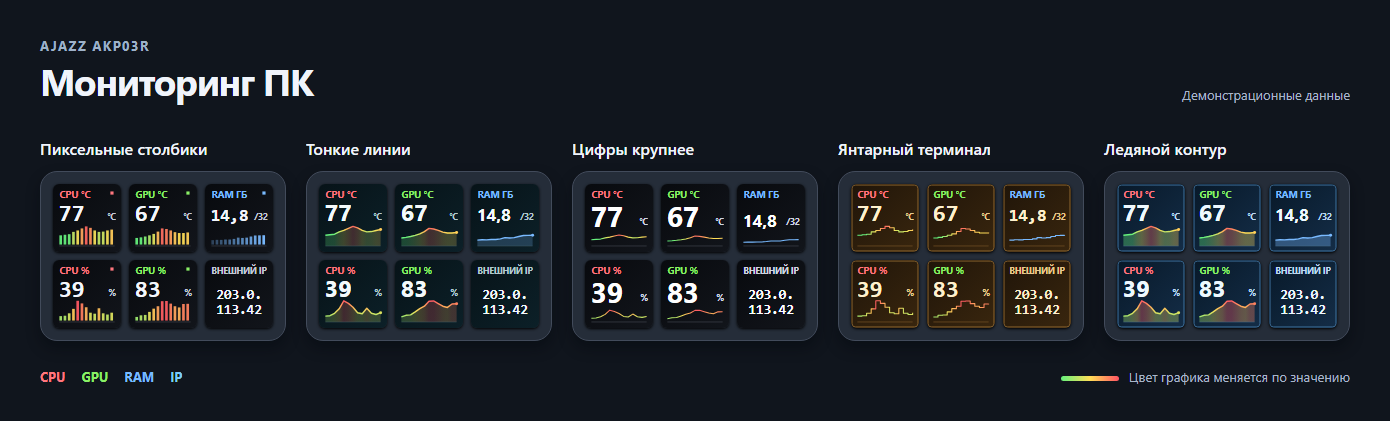 AJAZZ AKP03R
Мониторинг ПК
Демонстрационные данные
Пиксельные столбики
CPU °C
77 °C
GPU °C
67 °C
RAM ГБ
14,8 /32
CPU %
39 %
GPU %
83 %
ВНЕШНИЙ IP
203.0.
113.42
Тонкие линии
CPU °C
77 °C
GPU °C
67 °C
RAM ГБ
14,8 /32
CPU %
39 %
GPU %
83 %
ВНЕШНИЙ IP
203.0.
113.42
Цифры крупнее
CPU °C
77 °C
GPU °C
67 °C
RAM ГБ
14,8 /32
CPU %
39 %
GPU %
83 %
ВНЕШНИЙ IP
203.0.
113.42
Янтарный терминал
CPU °C
77 °C
GPU °C
67 °C
RAM ГБ
14,8 /32
CPU %
39 %
GPU %
83 %
ВНЕШНИЙ IP
203.0.
113.42
Ледяной контур
CPU °C
77 °C
GPU °C
67 °C
RAM ГБ
14,8 /32
CPU %
39 %
GPU %
83 %
ВНЕШНИЙ IP
203.0.
113.42
CPU GPU RAM IP
Цвет графика меняется по значению